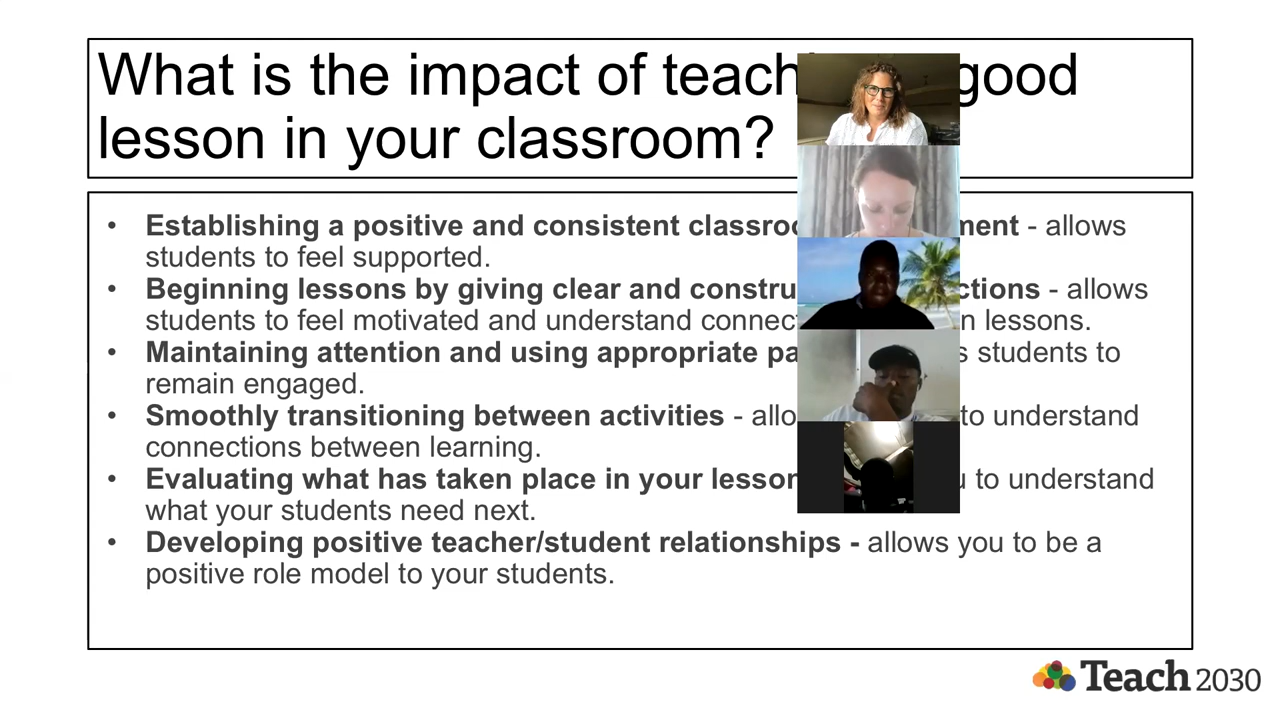 What is the impact of teach good
lesson in your classroom?
• Establishing a positive and consistent classroo ment - allows
students to feel supported.
• Beginning lessons by giving clear and constru ctions - allows
students to feel motivated and understand connect n lessons.
• Maintaining attention and using appropriate pa s students to
remain engaged.
• Smoothly transitioning between activities - allo to understand
connections between learning.
• Evaluating what has taken place in your lesson u to understand
what your students need next.
• Developing positive teacher/student relationships - allows you to be a
positive role model to your students.
Teach 2030